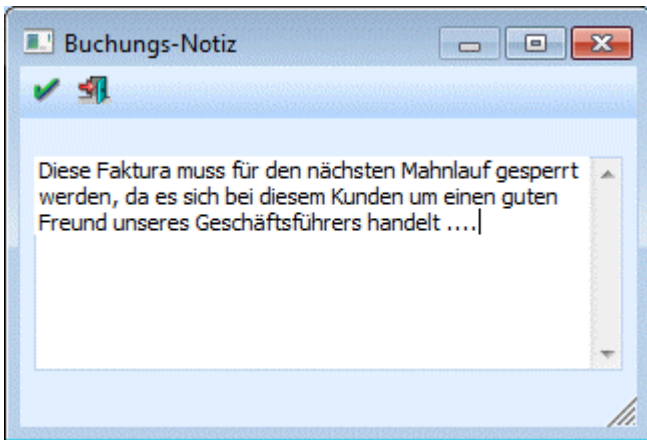 Buchungs-Notiz
Diese Faktura muss für den nächsten Mahnlauf gesperrt
werden, da es sich bei diesem Kunden um einen guten
Freund unseres Geschäftsführers handelt ....